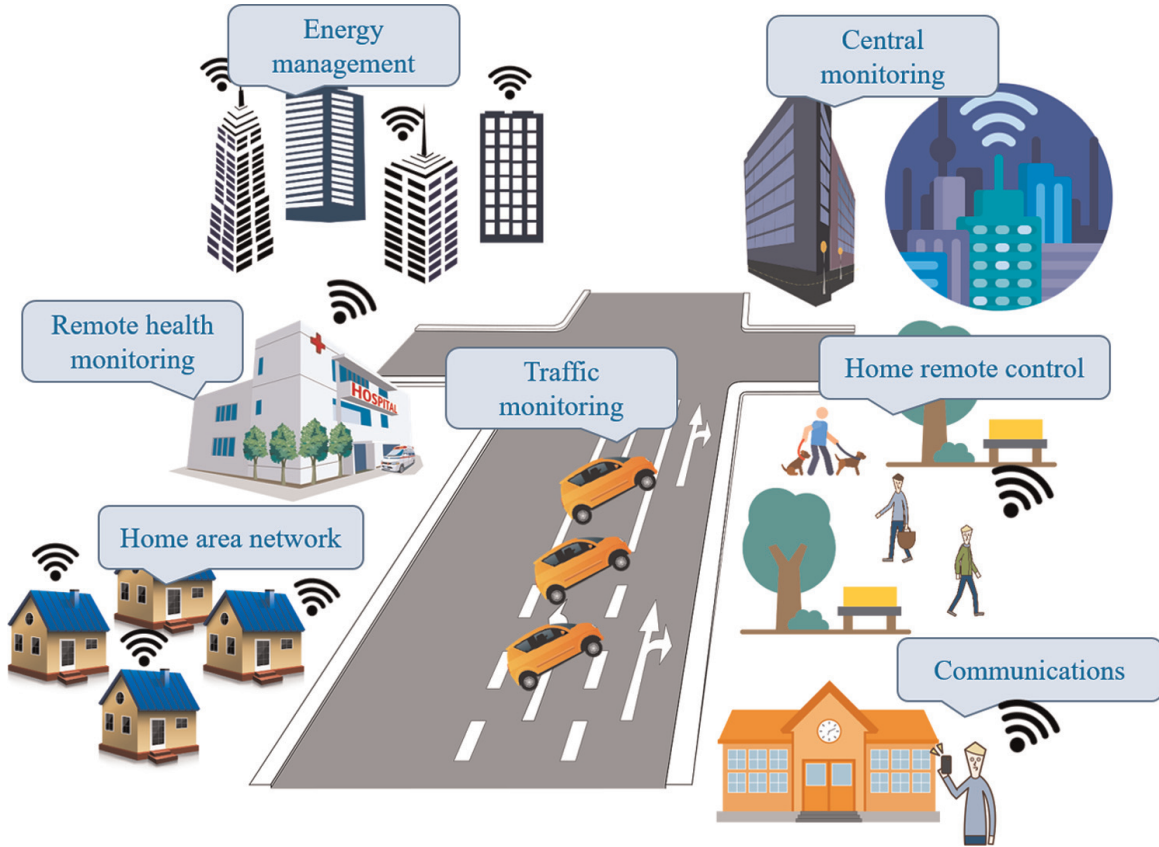 Energy
management
Central
monitoring
Remote health
monitoring
HOSPITAL
Traffic
monitoring
Home remote control
Home area network
Communications